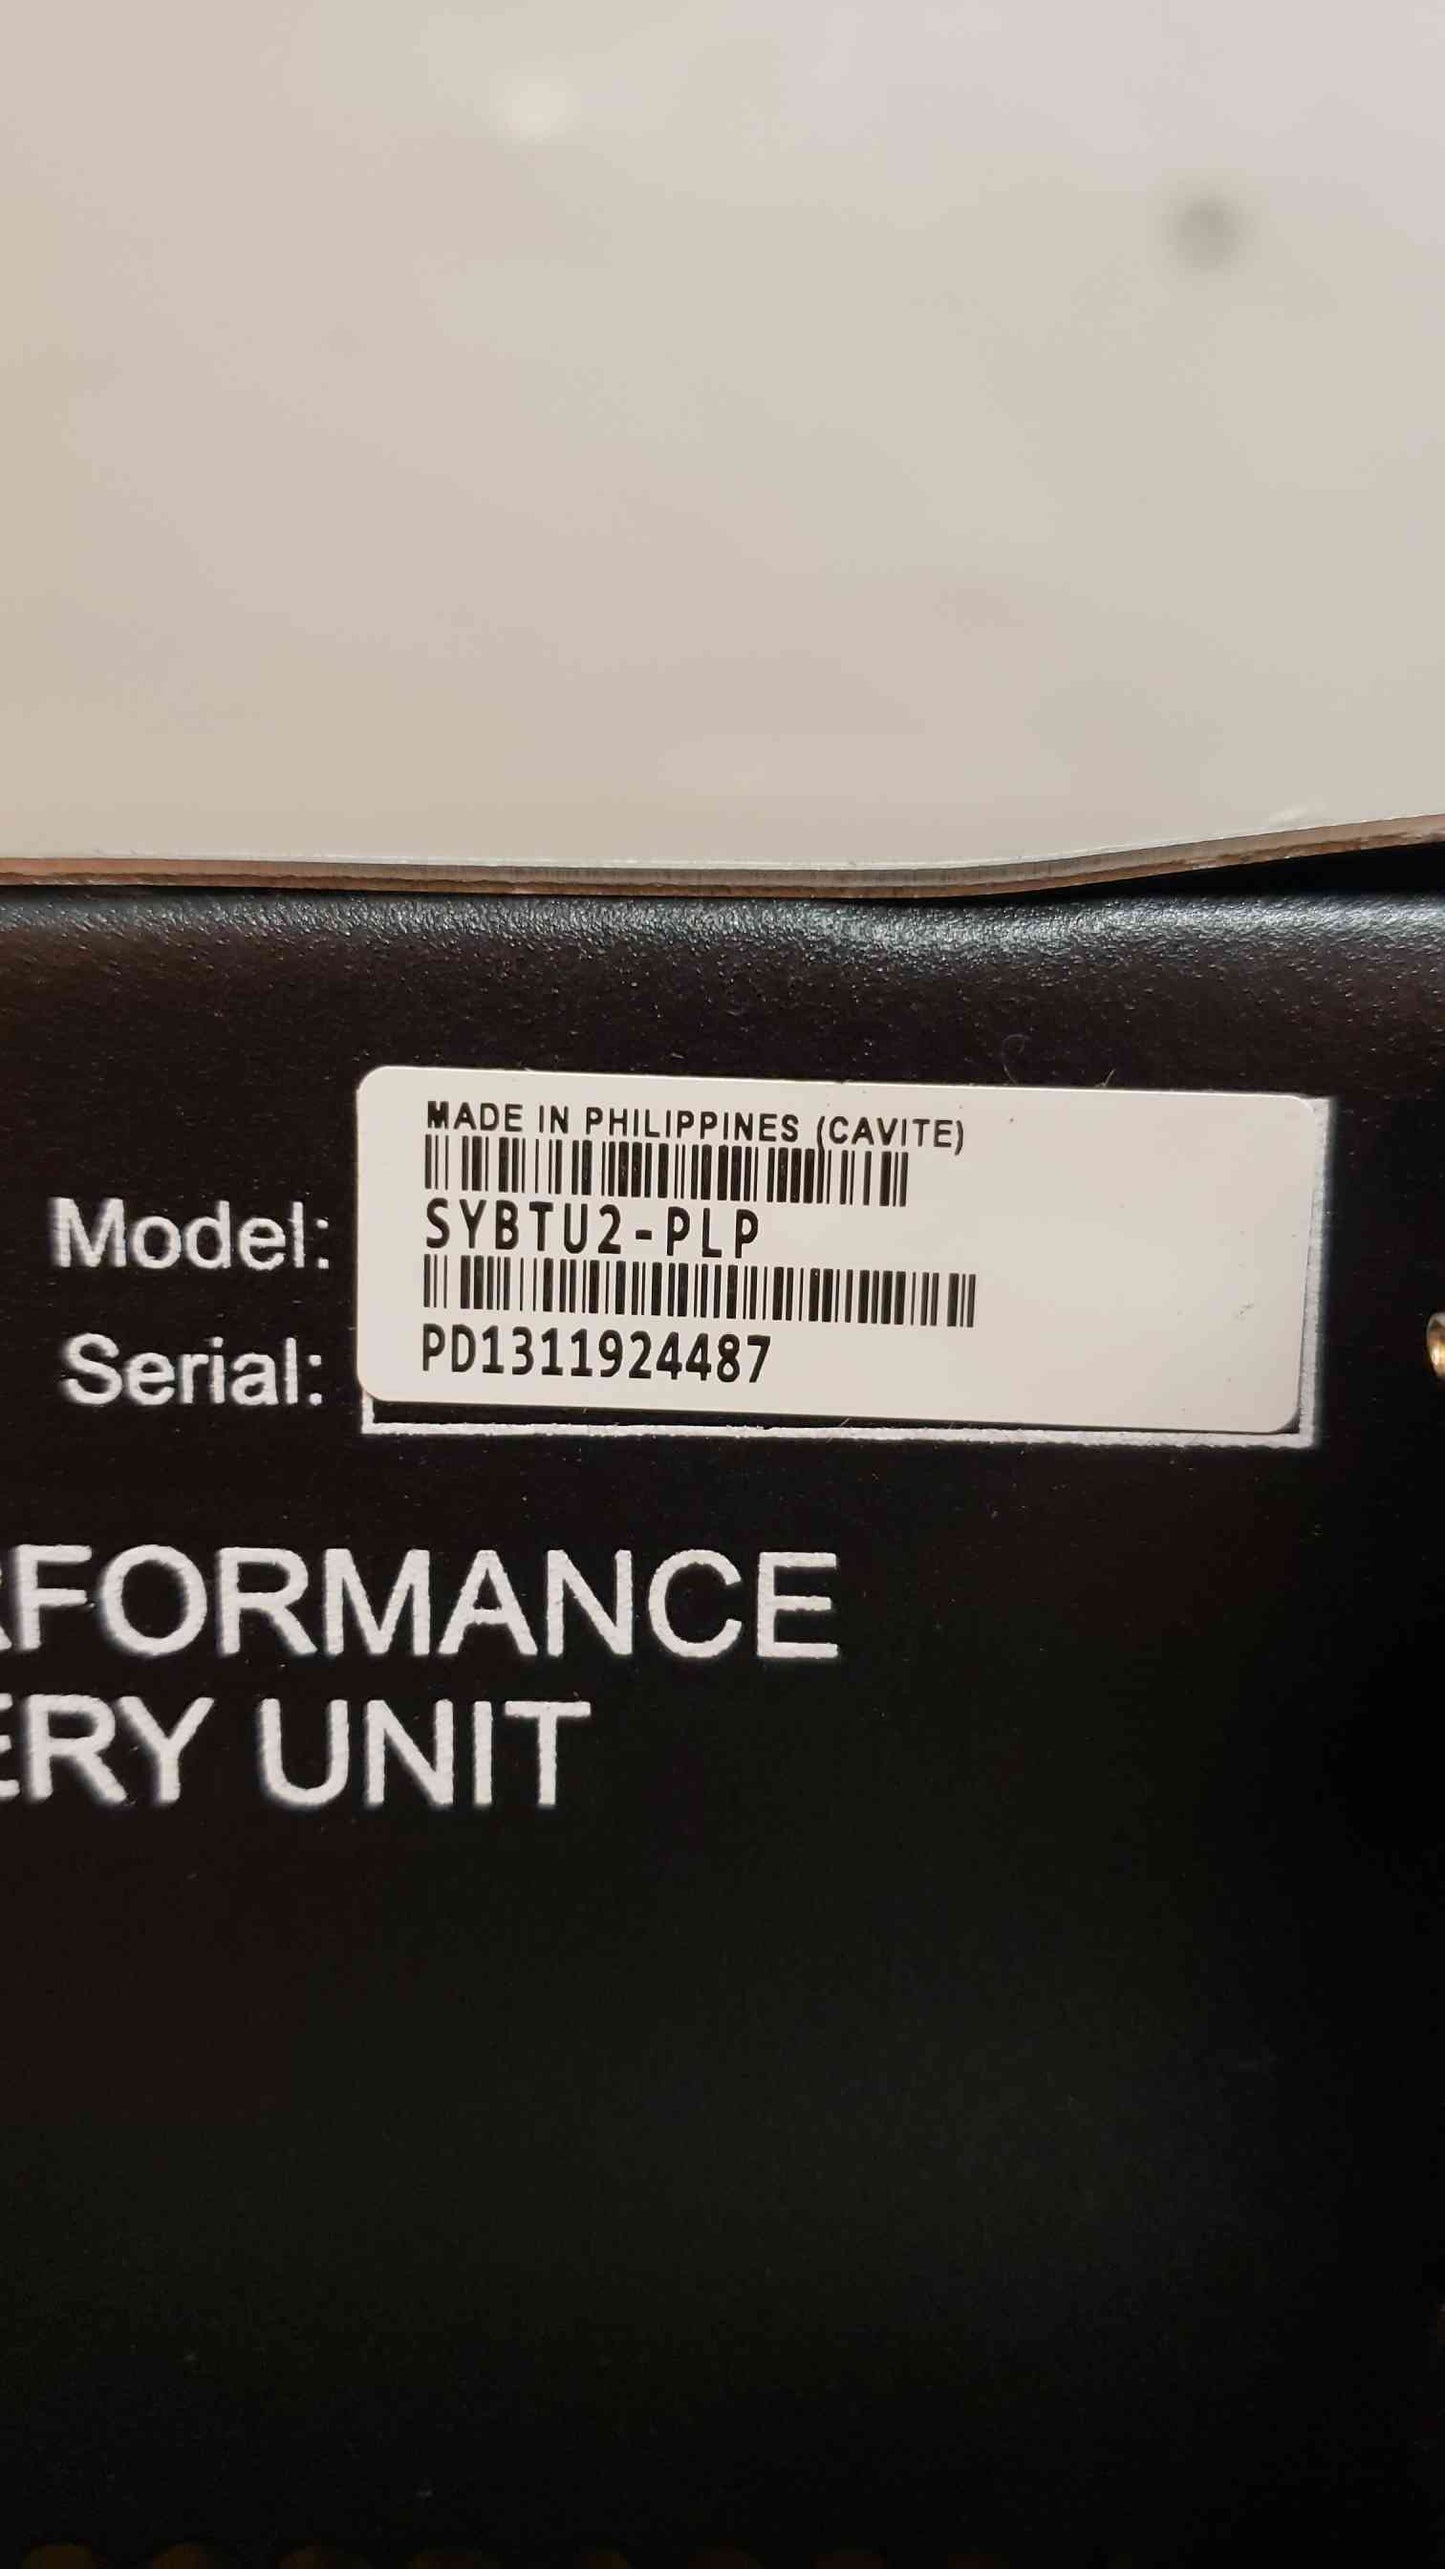 MADE IN PHILIPPINES (CAVITE)
Model: SYBTU2-PLP
Serial: PD1311924487
RFORMANCE
ERY UNIT